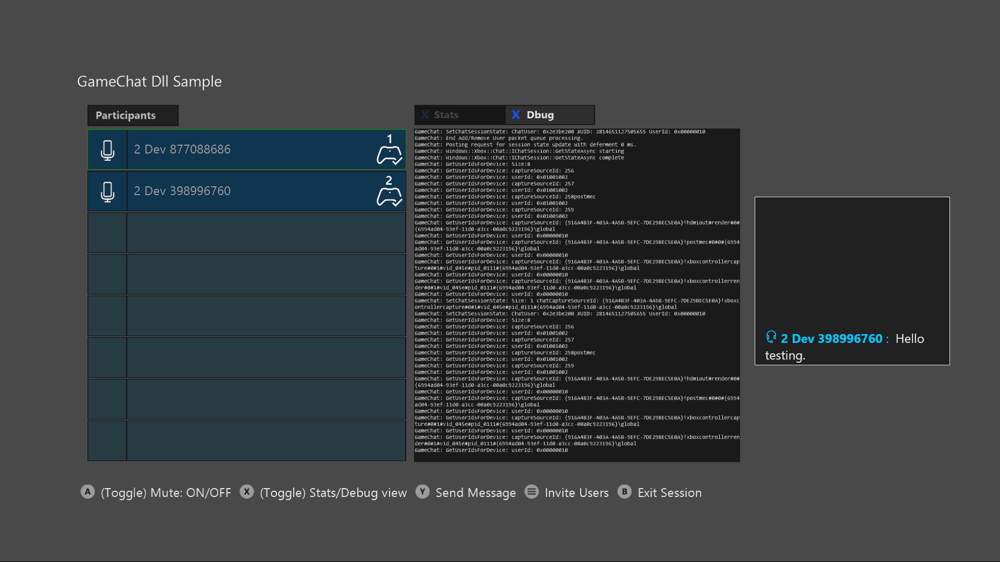 GameChat Dll Sample
Participants
X Stats
X Dbug
2 Dev 877088686
1
2 Dev 398996760
2
GameChat: SetChatSessionState: ChatUser: 0x2e3be200 XUID: 2814651127505655 UserId: 0x00000010
GameChat: End Add/Remove User packet queue processing.
GameChat: Posting request for session state update with deferment 0 ms.
GameChat: Windows::Xbox::Chat::IChatSession::GetStateAsync starting
GameChat: Windows::Xbox::Chat::IChatSession::GetStateAsync complete
GameChat: GetUserIdsForDevice: Size:8
GameChat: GetUserIdsForDevice: captureSourceId: 256
GameChat: GetUserIdsForDevice: userId: 0x01001002
GameChat: GetUserIdsForDevice: captureSourceId: 257
GameChat: GetUserIdsForDevice: userId: 0x01001002
GameChat: GetUserIdsForDevice: captureSourceId: 258postmec
GameChat: GetUserIdsForDevice: userId: 0x01001002
GameChat: GetUserIdsForDevice: captureSourceId: 259
GameChat: GetUserIdsForDevice: userId: 0x01001002
GameChat: GetUserIdsForDevice: captureSourceId: {916A4B3F-403A-4A5B-9EFC-7DE29BEC5E0A}!hdmiout#render#0#
{6994ad04-93ef-11d0-a3cc-00a0c9223196}\global
GameChat: GetUserIdsForDevice: userId: 0x00000010
GameChat: GetUserIdsForDevice: captureSourceId: {916A4B3F-403A-4A5B-9EFC-7DE29BEC5E0A}!postmec#0#0#{6994
ad04-93ef-11d0-a3cc-00a0c9223196}\global
GameChat: GetUserIdsForDevice: userId: 0x00000010
GameChat: GetUserIdsForDevice: captureSourceId: {916A4B3F-403A-4A5B-9EFC-7DE29BEC5E0A}!xboxcontrollercap
ture#0#1#vid_045e#pid_0111#{6994ad04-93ef-11d0-a3cc-00a0c9223196}\global
GameChat: GetUserIdsForDevice: userId: 0x00000010
GameChat: GetUserIdsForDevice: captureSourceId: {916A4B3F-403A-4A5B-9EFC-7DE29BEC5E0A}!xboxcontrollerren
der#0#1#vid_045e#pid_0111#{6994ad04-93ef-11d0-a3cc-00a0c9223196}\global
GameChat: GetUserIdsForDevice: userId: 0x00000010
GameChat: SetChatSessionState: Size: 1 chatCaptureSourceId: {916A4B3F-403A-4A5B-9EFC-7DE29BEC5E0A}!xboxc
ontrollercapture#0#1#vid_045e#pid_0111#{6994ad04-93ef-11d0-a3cc-00a0c9223196}\global
GameChat: SetChatSessionState: ChatUser: 0x2e3be200 XUID: 2814651127505655 UserId: 0x00000010
GameChat: GetUserIdsForDevice: Size:8
GameChat: GetUserIdsForDevice: captureSourceId: 256
GameChat: GetUserIdsForDevice: userId: 0x01001002
GameChat: GetUserIdsForDevice: captureSourceId: 257
GameChat: GetUserIdsForDevice: userId: 0x01001002
GameChat: GetUserIdsForDevice: captureSourceId: 258postmec
GameChat: GetUserIdsForDevice: userId: 0x01001002
GameChat: GetUserIdsForDevice: captureSourceId: 259
GameChat: GetUserIdsForDevice: userId: 0x01001002
GameChat: GetUserIdsForDevice: captureSourceId: {916A4B3F-403A-4A5B-9EFC-7DE29BEC5E0A}!hdmiout#render#0#
{6994ad04-93ef-11d0-a3cc-00a0c9223196}\global
GameChat: GetUserIdsForDevice: userId: 0x00000010
GameChat: GetUserIdsForDevice: captureSourceId: {916A4B3F-403A-4A5B-9EFC-7DE29BEC5E0A}!postmec#0#0#{6994
ad04-93ef-11d0-a3cc-00a0c9223196}\global
GameChat: GetUserIdsForDevice: userId: 0x00000010
GameChat: GetUserIdsForDevice: captureSourceId: {916A4B3F-403A-4A5B-9EFC-7DE29BEC5E0A}!xboxcontrollercap
ture#0#1#vid_045e#pid_0111#{6994ad04-93ef-11d0-a3cc-00a0c9223196}\global
GameChat: GetUserIdsForDevice: userId: 0x00000010
GameChat: GetUserIdsForDevice: captureSourceId: {916A4B3F-403A-4A5B-9EFC-7DE29BEC5E0A}!xboxcontrollerren
der#0#1#vid_045e#pid_0111#{6994ad04-93ef-11d0-a3cc-00a0c9223196}\global
GameChat: GetUserIdsForDevice: userId: 0x00000010
2 Dev 398996760 : Hello
testing.
A (Toggle) Mute: ON/OFF X (Toggle) Stats/Debug view Y Send Message Invite Users B Exit Session